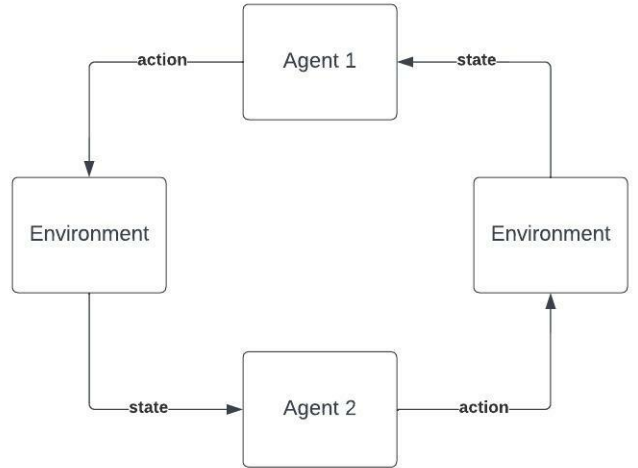 Agent 1
action
state
Environment
Environment
Agent 2
state
action